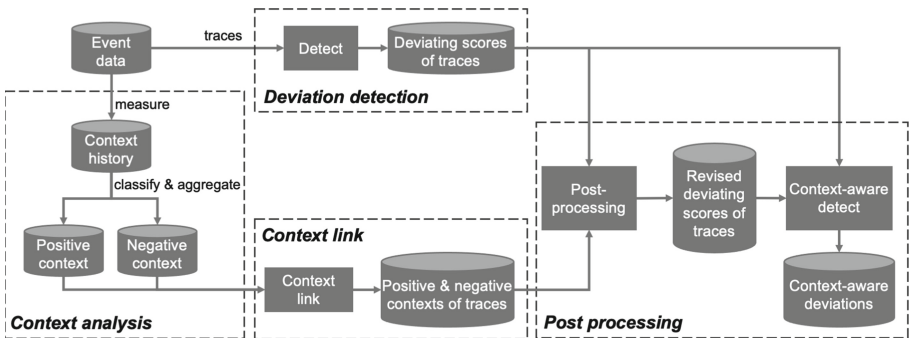 Event
data
traces
Detect
Deviating scores
of traces
Deviation detection
measure
Context
history
classify & aggregate
Positive
context
Negative
context
Context analysis
Context link
Context
link
Positive & negative
contexts of traces
Post-
processing
Revised
deviating
scores of
traces
Context-aware
detect
Context-aware
deviations
Post processing